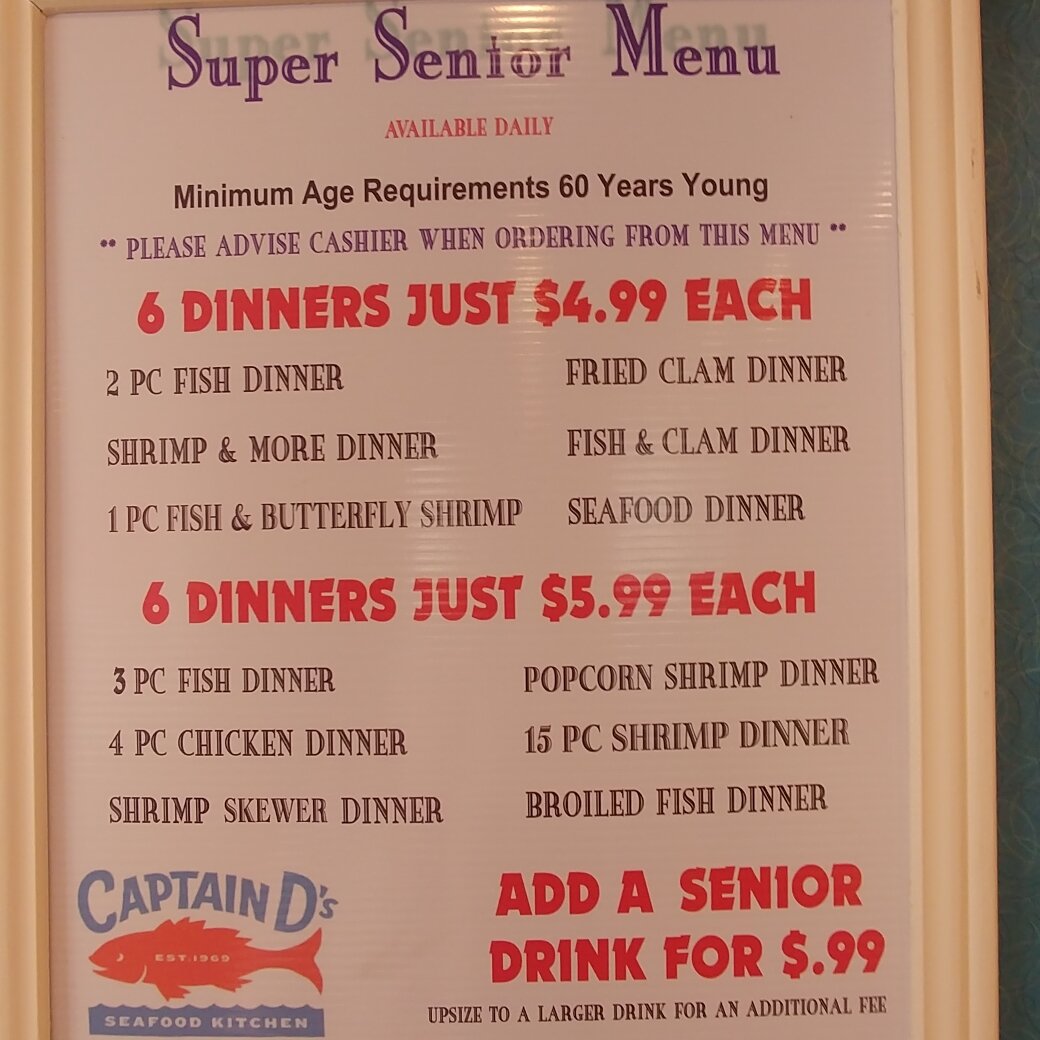 Super Senior Menu
AVAILABLE DAILY
Minimum Age Requirements 60 Years Young
** PLEASE ADVISE CASHIER WHEN ORDERING FROM THIS MENU **
6 DINNERS JUST $4.99 EACH
2 PC FISH DINNER
FRIED CLAM DINNER
SHRIMP & MORE DINNER
FISH & CLAM DINNER
1 PC FISH & BUTTERFLY SHRIMP
SEAFOOD DINNER
6 DINNERS JUST $5.99 EACH
3 PC FISH DINNER
POPCORN SHRIMP DINNER
4 PC CHICKEN DINNER
15 PC SHRIMP DINNER
SHRIMP SKEWER DINNER
BROILED FISH DINNER
CAPTAIN D's
EST. 1969
SEAFOOD KITCHEN
ADD A SENIOR
DRINK FOR $.99
UPSIZE TO A LARGER DRINK FOR AN ADDITIONAL FEE